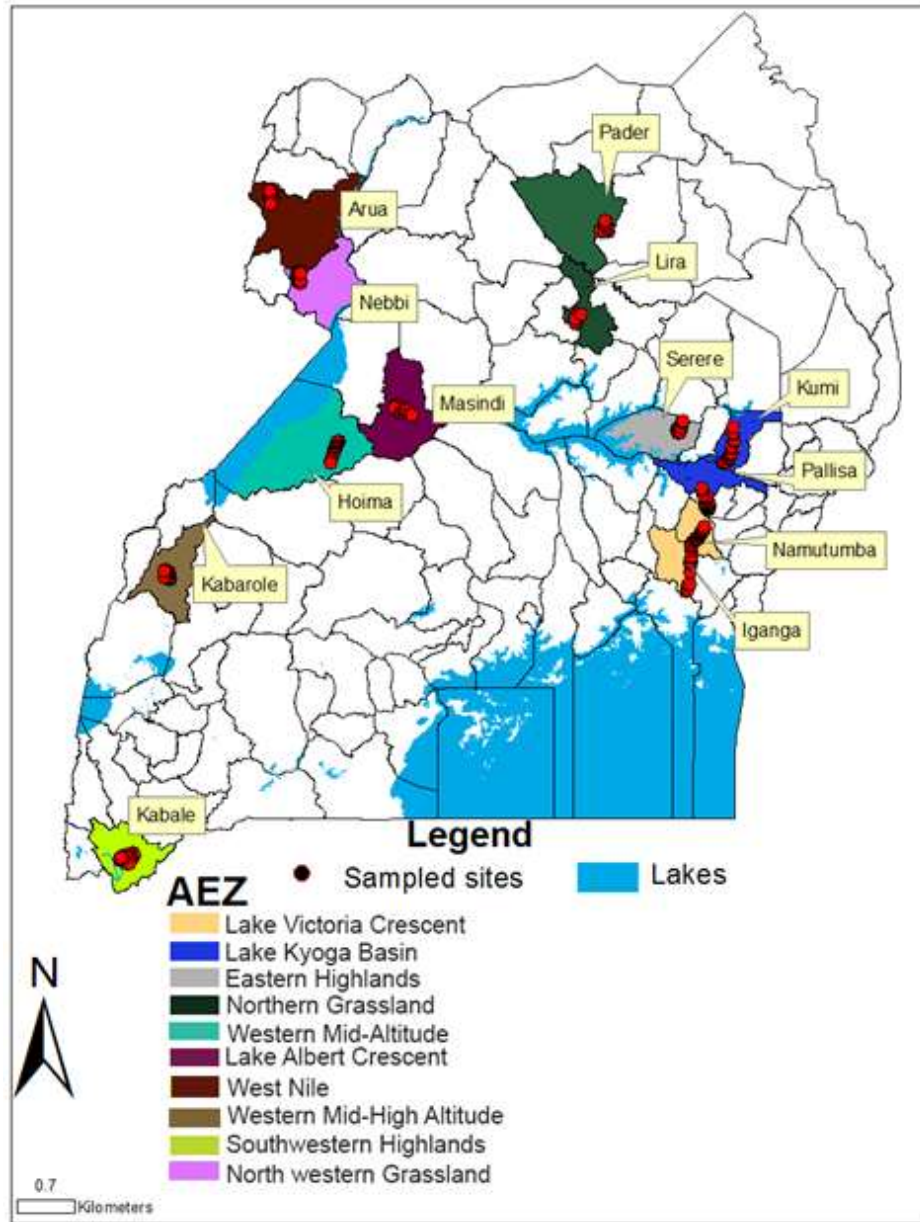 Pader
Arua
Lira
Nebbi
Serere
Kumi
Masindi
Pallisa
Hoima
Namutumba
Kabarole
Iganga
Kabale
Legend
Sampled sites
Lakes
AEZ
Lake Victoria Crescent
Lake Kyoga Basin
Eastern Highlands
Northern Grassland
Western Mid-Altitude
Lake Albert Crescent
West Nile
Western Mid-High Altitude
Southwestern Highlands
North western Grassland
N
0.7
Kilometers